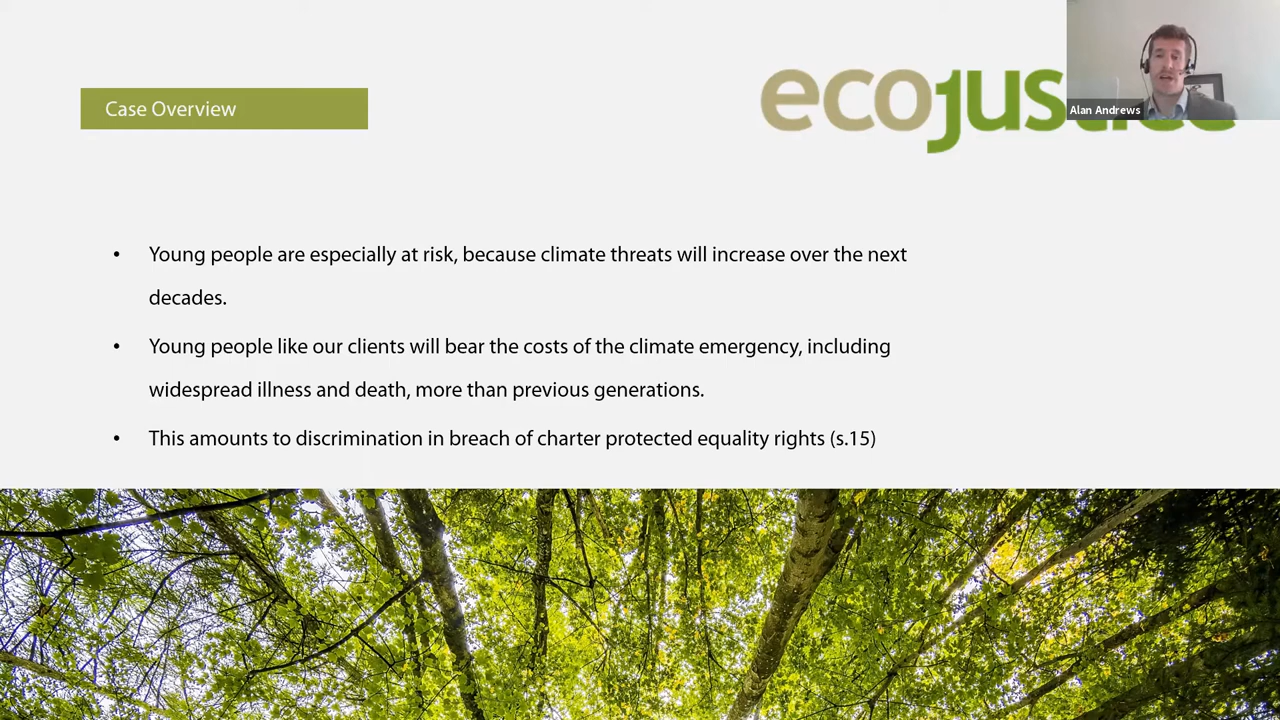 Case Overview
ecojustice
Alan Andrews
• Young people are especially at risk, because climate threats will increase over the next
decades.
• Young people like our clients will bear the costs of the climate emergency, including
widespread illness and death, more than previous generations.
• This amounts to discrimination in breach of charter protected equality rights (s.15)